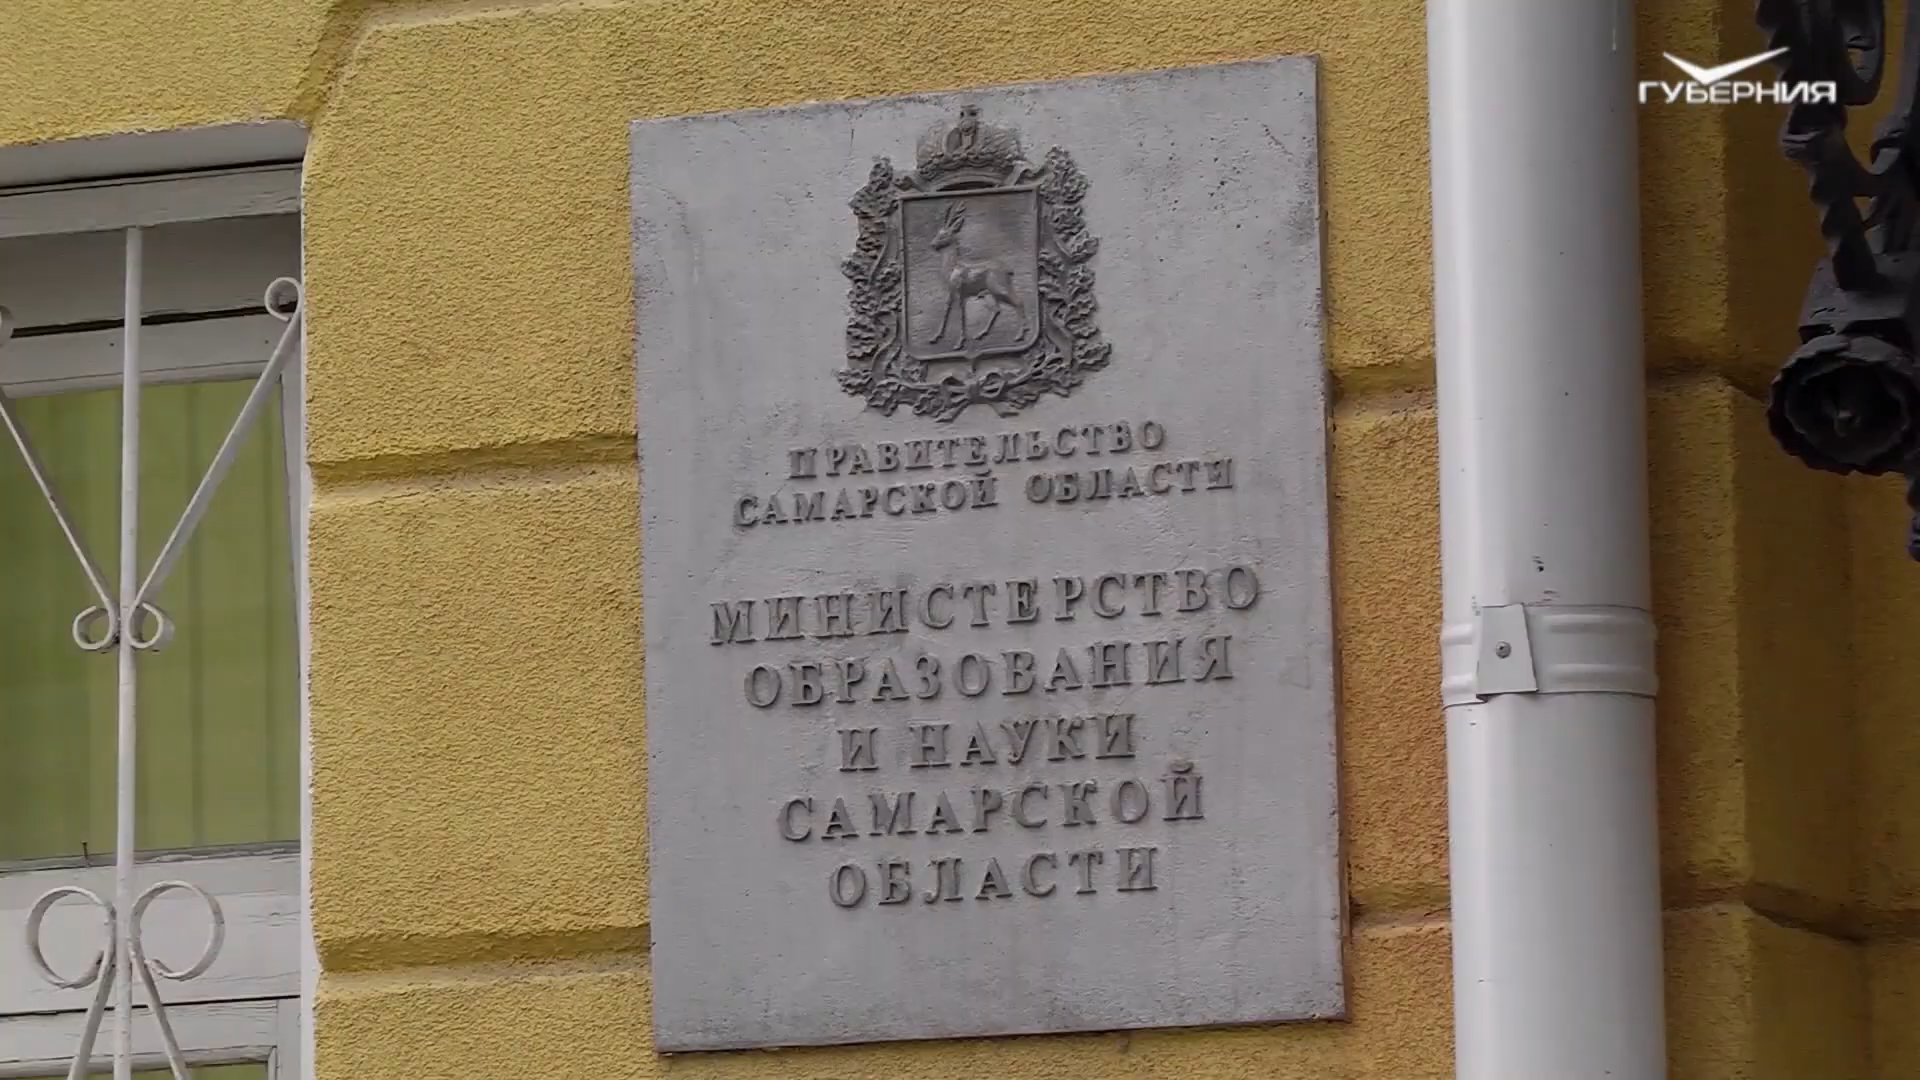 ГУБЕРНИЯ
ПРАВИТЕЛЬСТВО
САМАРСКОЙ ОБЛАСТИ
МИНИСТЕРСТВО
ОБРАЗОВАНИЯ
И НАУКИ
САМАРСКОЙ
ОБЛАСТИ